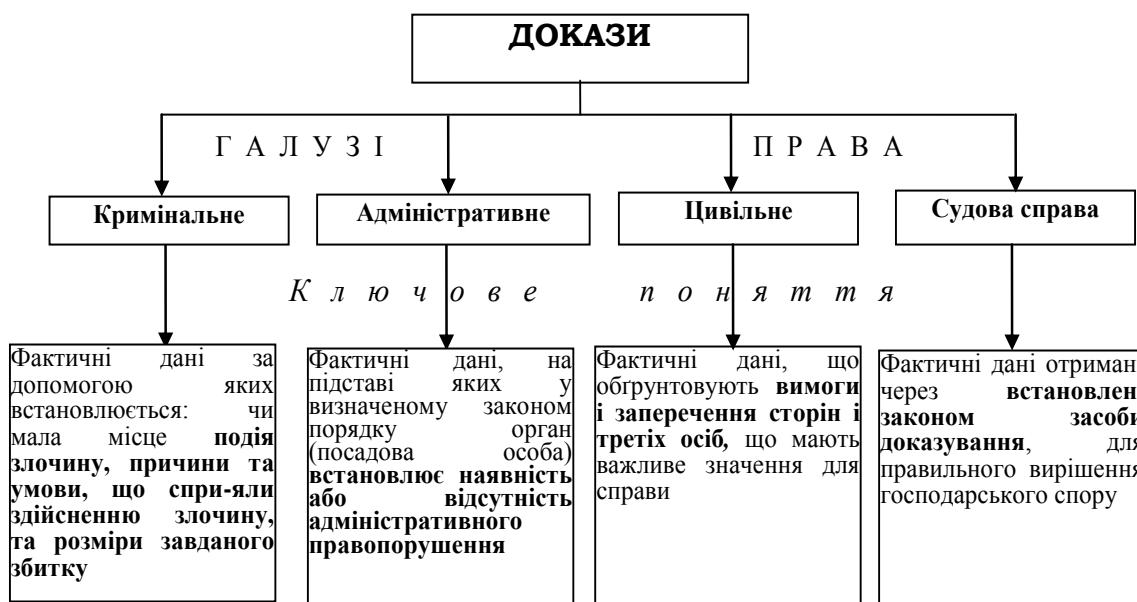 ДОКАЗИ
Г А Л У З І П Р А В А
Кримінальне
Адміністративне
Цивільне
Судова справа
К л ю ч о в е п о н я т т я
Фактичні дані за
допомогою яких
встановлюється: чи
мала місце подія
злочину, причини та
умови, що спри-яли
здійсненню злочину,
та розміри завданого
збитку
Фактичні дані, на
підставі яких у
визначеному законом
порядку орган
(посадова особа)
встановлює наявність
або відсутність
адміністративного
правопорушення
Фактичні дані, що
обґрунтовують вимоги
і заперечення сторін і
третіх осіб, що мають
важливе значення для
справи
Фактичні дані отриман
через встановлен
законом засоби
доказування, для
правильного вирішення
господарського спору